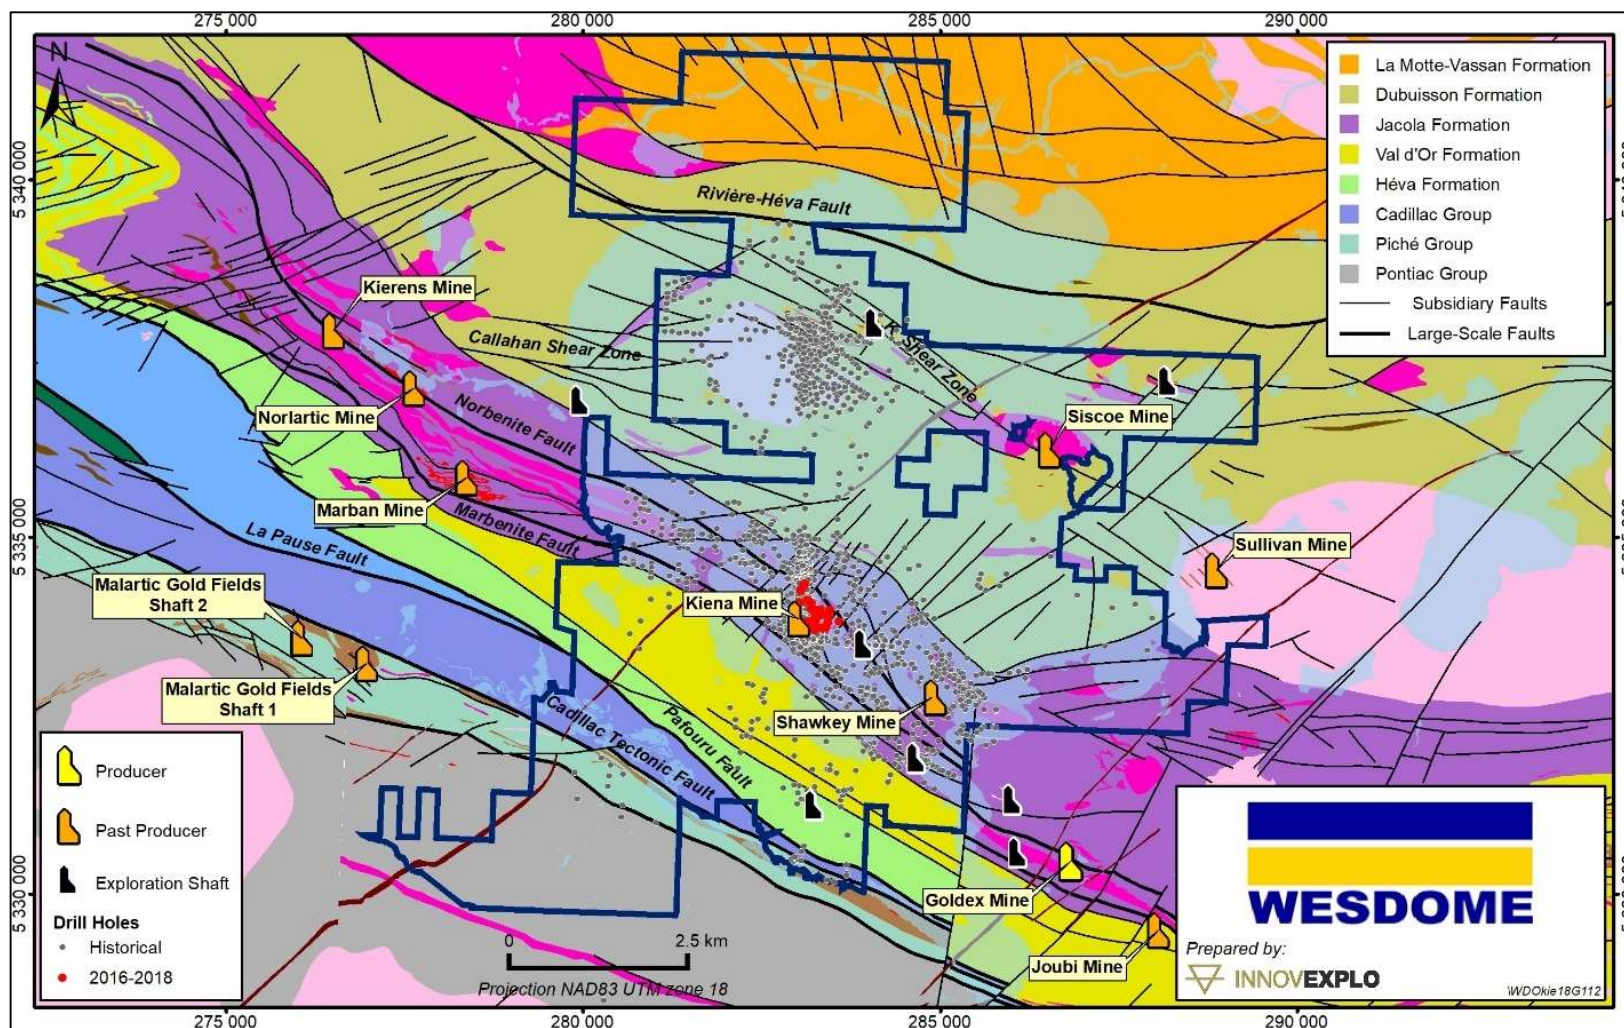 275 000
280 000
285 000
290 000
N
La Motte-Vassan Formation
Dubuisson Formation
Jacola Formation
Val d'Or Formation
Héva Formation
Cadillac Group
Piché Group
Pontiac Group
Subsidiary Faults
Large-Scale Faults
5 340 000
Rivière-Héva Fault
Kierens Mine
Callahan Shear Zone
K Shear Zone
Norlartic Mine
Norbenite Fault
Siscoe Mine
Marban Mine
Marbenite Fault
5 335 000
La Pause Fault
Sullivan Mine
Malartic Gold Fields
Shaft 2
Kiena Mine
Malartic Gold Fields
Shaft 1
Shawkey Mine
Cadillac Tectonic Fault
Pafouru Fault
Producer
Past Producer
Exploration Shaft
Drill Holes
Historical
2016-2018
5 330 000
Goldex Mine
Joubi Mine
0
2.5 km
Projection NAD83 UTM zone 18
WESDOME
Prepared by:
INNOVEXPLO
\WDOkie18G112
275 000
280 000
285 000
290 000